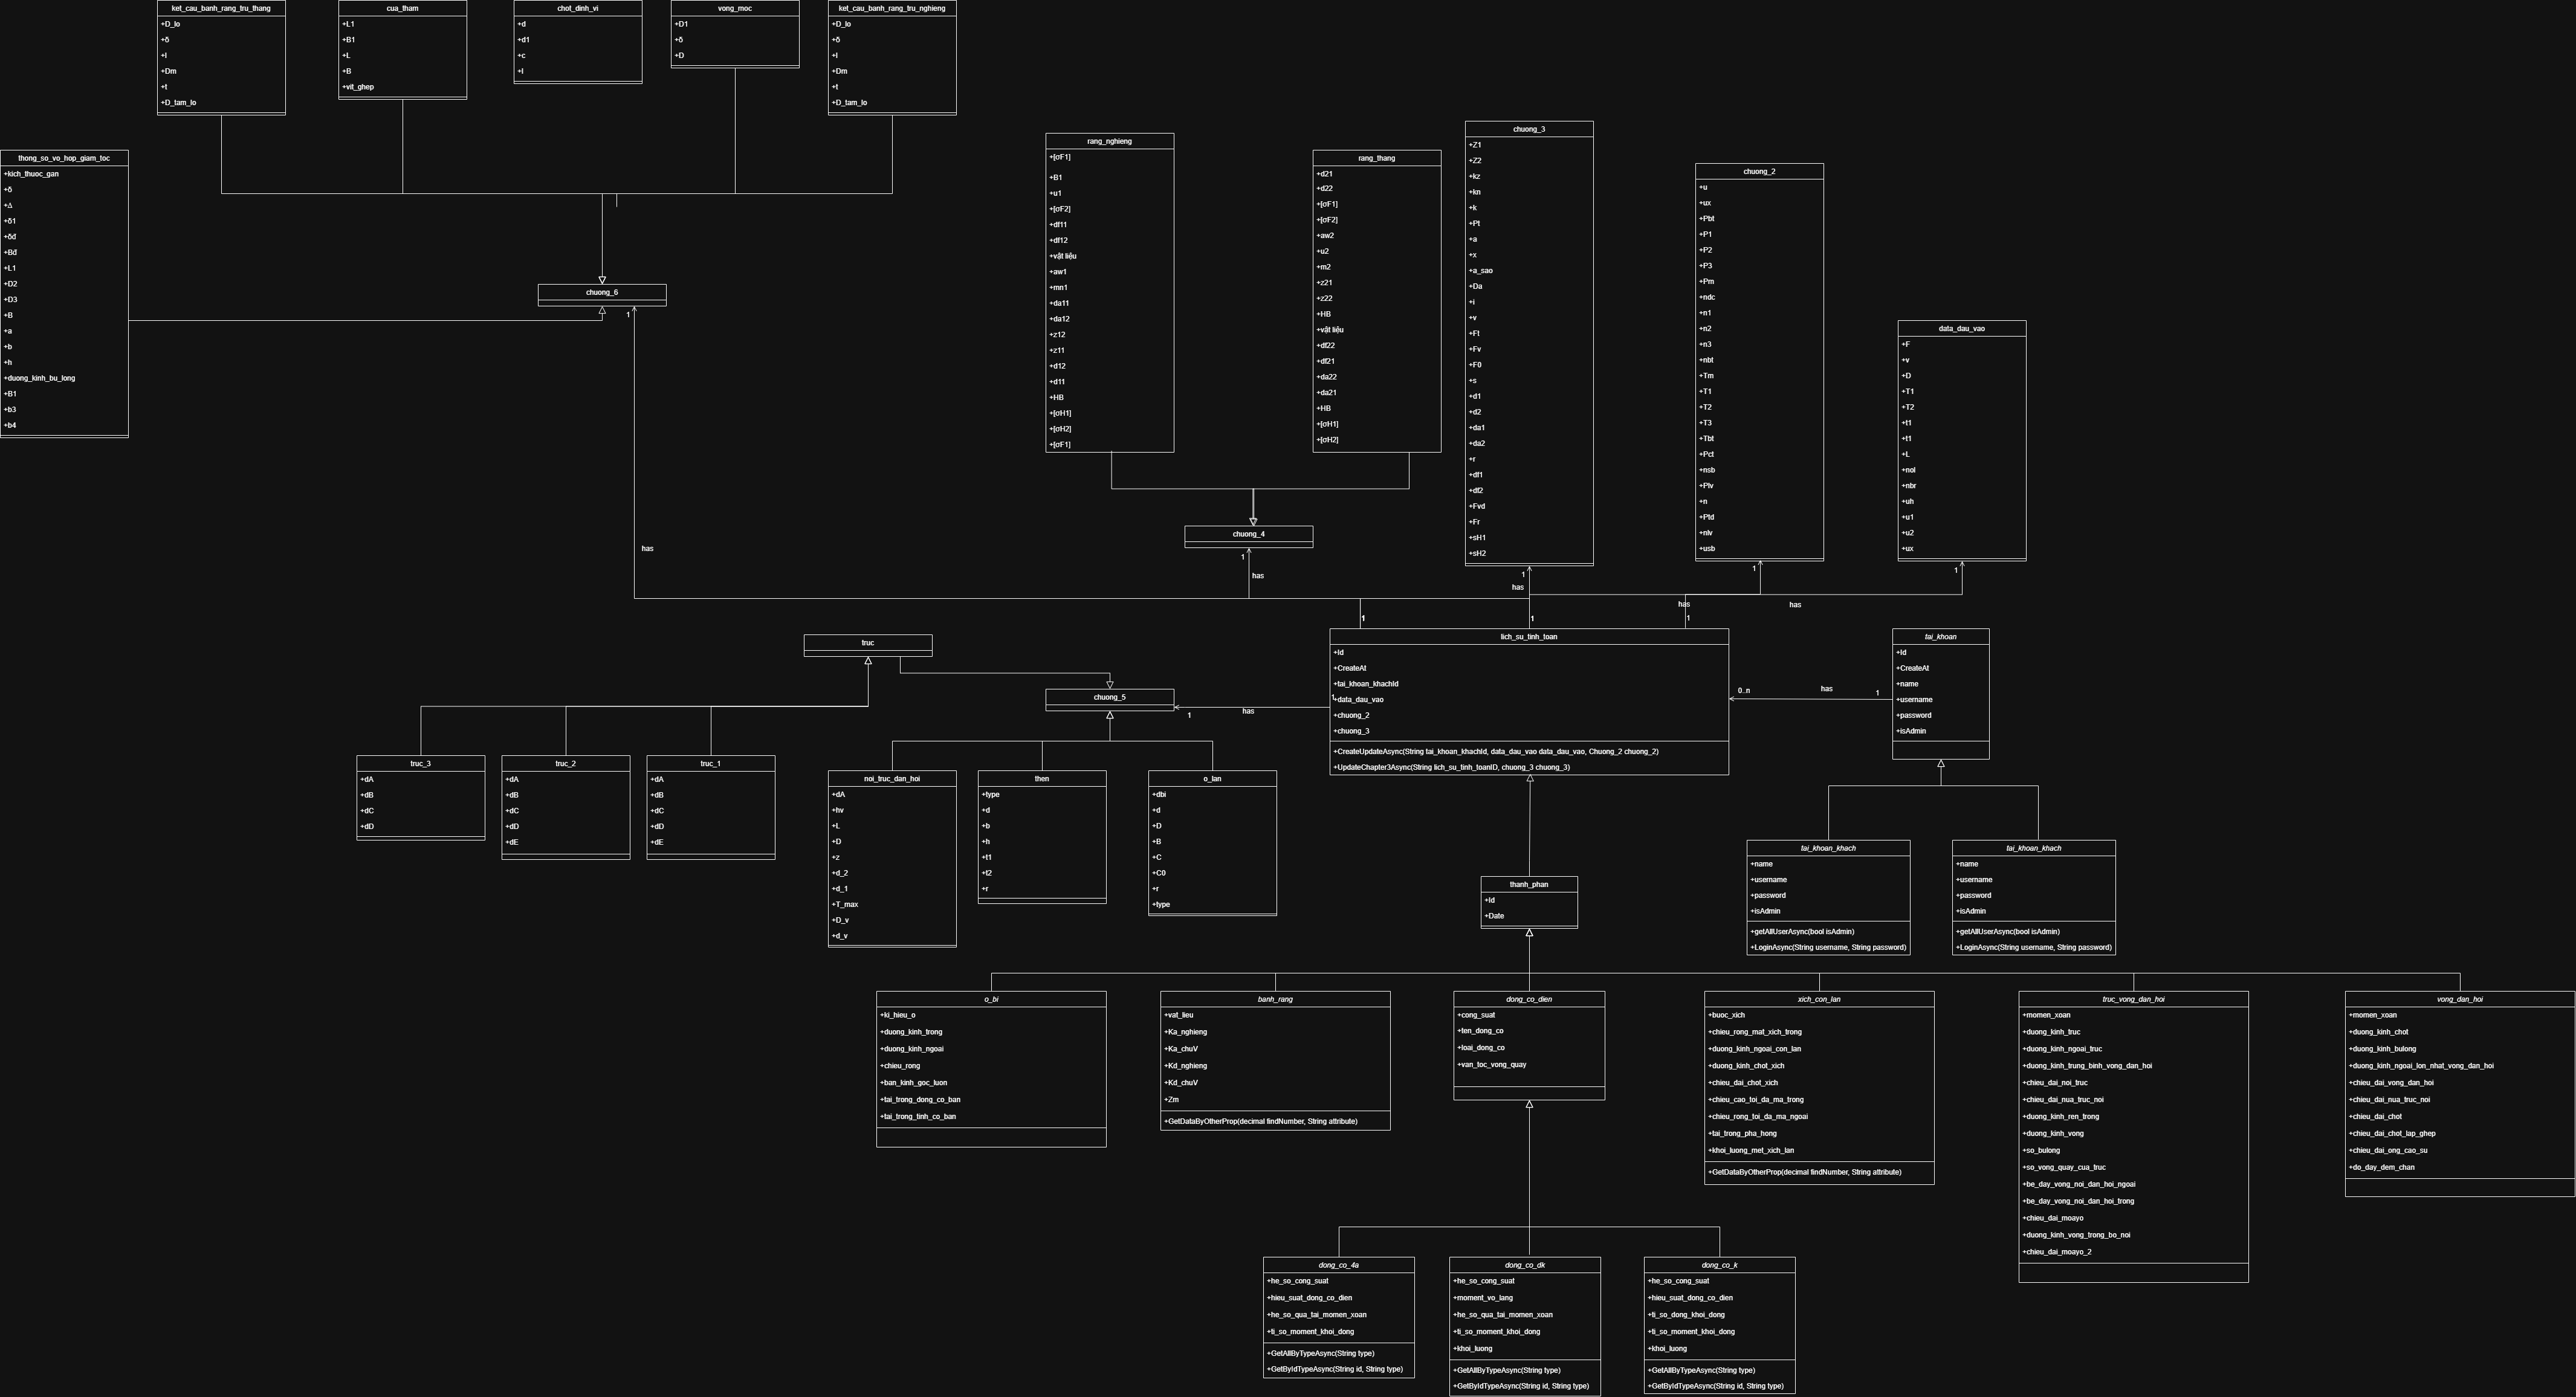 ket_cau_banh_rang_tru_thang
+D_lo
+δ
+l
+Dm
+t
+D_tam_lo
cua_tham
+L1
+B1
+L
+B
+vit_ghep
chot_dinh_vi
+d
+d1
+c
+l
vong_moc
+D1
+δ
+D
ket_cau_banh_rang_tru_nghieng
+D_lo
+δ
+l
+Dm
+t
+D_tam_lo
thong_so_vo_hop_giam_toc
+kich_thuoc_gan
+δ
+Δ
+δ1
+δđ
+Bđ
+L1
+D2
+D3
+B
+a
+b
+h
+duong_kinh_bu_long
+B1
+b3
+b4
chuong_6
1
has
rang_nghieng
+[σF1]
+B1
+u1
+[σF2]
+df11
+df12
+vật liệu
+aw1
+mn1
+da11
+da12
+z12
+z11
+d12
+d11
+HB
+[σH1]
+[σH2]
+[σF1]
rang_thang
+d21
+d22
+[σF1]
+[σF2]
+aw2
+u2
+m2
+z21
+z22
+HB
+vật liệu
+df22
+df21
+da22
+da21
+HB
+[σH1]
+[σH2]
chuong_4
1
has
chuong_3
+Z1
+Z2
+kz
+kn
+k
+Pt
+a
+x
+a_sao
+Da
+i
+v
+Ft
+Fv
+F0
+s
+d1
+d2
+da1
+da2
+r
+df1
+df2
+Fvd
+Fr
+sH1
+sH2
1
has
chuong_2
+u
+ux
+Pbt
+P1
+P2
+P3
+Pm
+ndc
+n1
+n2
+n3
+nbt
+Tm
+T1
+T2
+T3
+Tbt
+Pct
+nsb
+Plv
+n
+Ptd
+nlv
+usb
1
has
data_dau_vao
+F
+v
+D
+T1
+T2
+t1
+t1
+L
+nol
+nbr
+uh
+u1
+u2
+ux
1
has
1
1
1
lich_su_tinh_toan
+Id
+CreateAt
+tai_khoan_khachId
+data_dau_vao
+chuong_2
+chuong_3
+CreateUpdateAsync(String tai_khoan_khachId, data_dau_vao data_dau_vao, Chuong_2 chuong_2)
+UpdateChapter3Async(String lich_su_tinh_toanID, chuong_3 chuong_3)
1
has
1
0..n
has
1
tai_khoan
+Id
+CreateAt
+name
+username
+password
+isAdmin
truc
chuong_5
truc_3
+dA
+dB
+dC
+dD
truc_2
+dA
+dB
+dC
+dD
+dE
truc_1
+dA
+dB
+dC
+dD
+dE
noi_truc_dan_hoi
+dA
+hv
+L
+D
+z
+d_2
+d_1
+T_max
+D_v
+d_v
then
+type
+d
+b
+h
+t1
+t2
+r
o_lan
+dbi
+d
+D
+B
+C
+C0
+r
+type
tai_khoan_khach
+name
+username
+password
+isAdmin
+getAllUserAsync(bool isAdmin)
+LoginAsync(String username, String password)
tai_khoan_khach
+name
+username
+password
+isAdmin
+getAllUserAsync(bool isAdmin)
+LoginAsync(String username, String password)
thanh_phan
+Id
+Date
o_bi
+ki_hieu_o
+duong_kinh_trong
+duong_kinh_ngoai
+chieu_rong
+ban_kinh_goc_luon
+tai_trong_dong_co_ban
+tai_trong_tinh_co_ban
banh_rang
+vat_lieu
+Ka_nghieng
+Ka_chuV
+Kd_nghieng
+Kd_chuV
+Zm
+GetDataByOtherProp(decimal findNumber, String attribute)
dong_co_dien
+cong_suat
+ten_dong_co
+loai_dong_co
+van_toc_vong_quay
xich_con_lan
+buoc_xich
+chieu_rong_mat_xich_trong
+duong_kinh_ngoai_con_lan
+duong_kinh_chot_xich
+chieu_dai_chot_xich
+chieu_cao_toi_da_ma_trong
+chieu_rong_toi_da_ma_ngoai
+tai_trong_pha_hong
+khoi_luong_met_xich_lan
+GetDataByOtherProp(decimal findNumber, String attribute)
truc_vong_dan_hoi
+momen_xoan
+duong_kinh_truc
+duong_kinh_ngoai_truc
+duong_kinh_trung_binh_vong_dan_hoi
+chieu_dai_noi_truc
+chieu_dai_nua_truc_noi
+duong_kinh_ren_trong
+duong_kinh_vong
+so_bulong
+so_vong_quay_cua_truc
+be_day_vong_noi_dan_hoi_ngoai
+be_day_vong_noi_dan_hoi_trong
+chieu_dai_moayo
+duong_kinh_vong_trong_bo_noi
+chieu_dai_moayo_2
vong_dan_hoi
+momen_xoan
+duong_kinh_chot
+duong_kinh_bulong
+duong_kinh_ngoai_lon_nhat_vong_dan_hoi
+chieu_dai_vong_dan_hoi
+chieu_dai_nua_truc_noi
+chieu_dai_chot
+chieu_dai_chot_lap_ghep
+chieu_dai_ong_cao_su
+do_day_dem_chan
dong_co_4a
+he_so_cong_suat
+hieu_suat_dong_co_dien
+he_so_qua_tai_momen_xoan
+ti_so_moment_khoi_dong
+GetAllByTypeAsync(String type)
+GetByIdTypeAsync(String id, String type)
dong_co_dk
+he_so_cong_suat
+moment_vo_lang
+he_so_qua_tai_momen_xoan
+ti_so_moment_khoi_dong
+khoi_luong
+GetAllByTypeAsync(String type)
+GetByIdTypeAsync(String id, String type)
dong_co_k
+he_so_cong_suat
+hieu_suat_dong_co_dien
+ti_so_dong_khoi_dong
+ti_so_moment_khoi_dong
+khoi_luong
+GetAllByTypeAsync(String type)
+GetByIdTypeAsync(String id, String type)